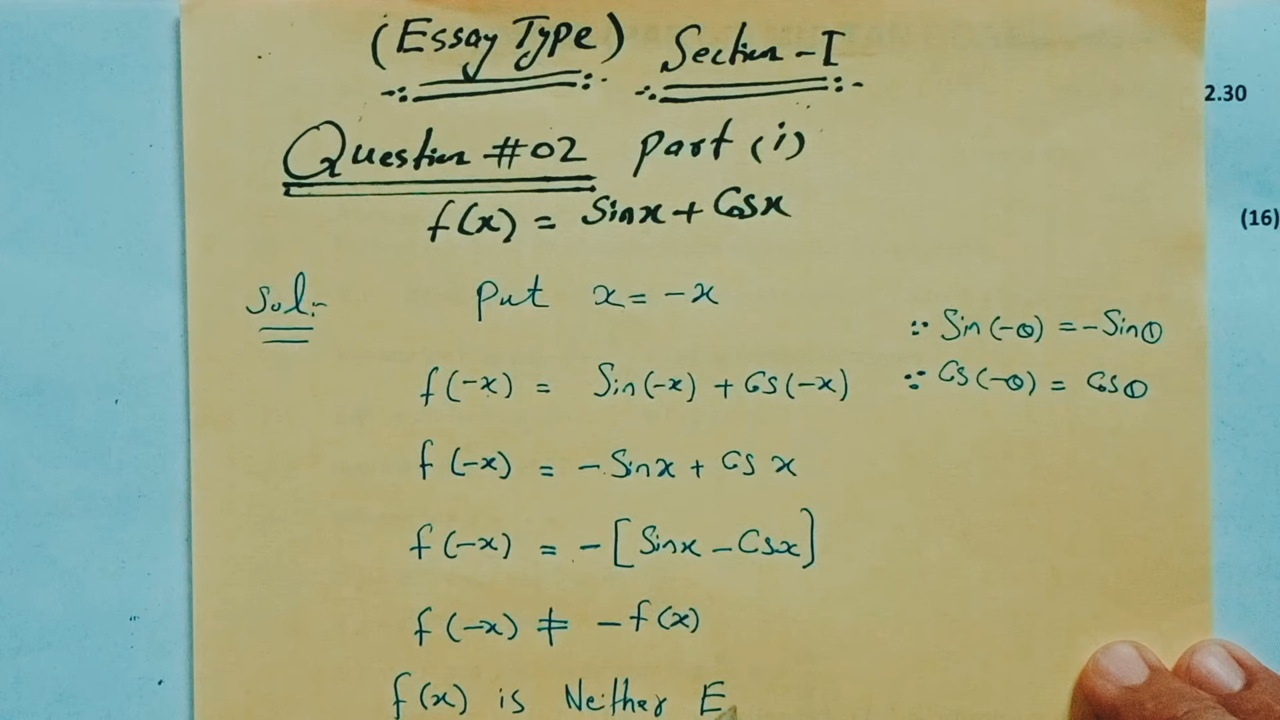 (Essay Type) Section-I
2.30
Question #02 part (i)
f(x) = Sinx + Cosx
(16)
Sol:-
Put x = -x
∵ Sin(-θ) = -Sinθ
f(-x) = Sin(-x) + Cos(-x)
∵ Cos(-θ) = Cosθ
f(-x) = -Sinx + Cos x
f(-x) = -[Sinx - Cosx]
f(-x) ≠ -f(x)
f(x) is Neither E